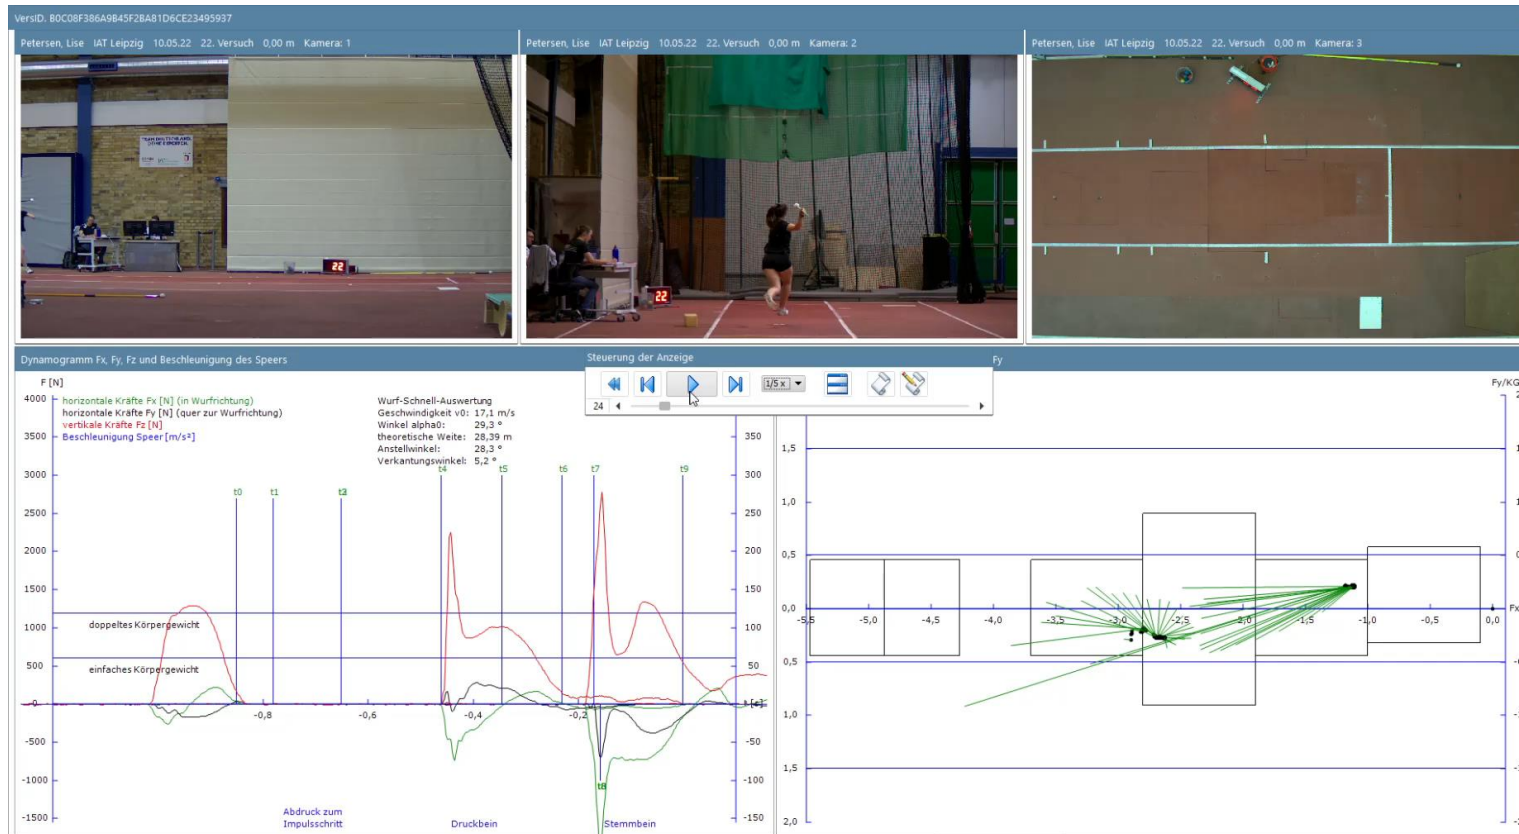 VersID. B0C08F386A9B45F2BA81D6CE23495937
Petersen, Lise IAT Leipzig 10.05.22 22. Versuch 0,00 m Kamera: 1
Petersen, Lise IAT Leipzig 10.05.22 22. Versuch 0,00 m Kamera: 2
Petersen, Lise IAT Leipzig 10.05.22 22. Versuch 0,00 m Kamera: 3
TEAM DEUTSCHLAND.
22
22
Dynamogramm Fx, Fy, Fz und Beschleunigung des Speers
Steuerung der Anzeige
Fy
1/5 x
24
F [N]
horizontale Kräfte Fx [N] (in Wurfrichtung)
horizontale Kräfte Fy [N] (quer zur Wurfrichtung)
vertikale Kräfte Fz [N]
Beschleunigung Speer [m/s²]
Wurf-Schnell-Auswertung
Geschwindigkeit v0: 17,1 m/s
Winkel alpha0: 29,3 °
theoretische Weite: 28,39 m
Anstellwinkel: 28,3 °
Verkantungswinkel: 5,2 °
4000
3500
3000
2500
2000
1500
1000
500
0
-500
-1000
-1500
t0 t1 t4 t5 t6 t7 t9
doppeltes Körpergewicht
einfaches Körpergewicht
-0,8 -0,6 -0,4 -0,2
350
300
250
200
150
100
50
-50
-100
-150
Abdruck zum
Impulsschritt
Druckbein
Stemmbein
Fy/KG
1,5
1,0
0,5
0,0
0,5
1,0
1,5
2,0
-5,5 -5,0 -4,5 -4,0 -3,5 -3,0 -2,5 -2,0 -1,5 -1,0 -0,5 0,0